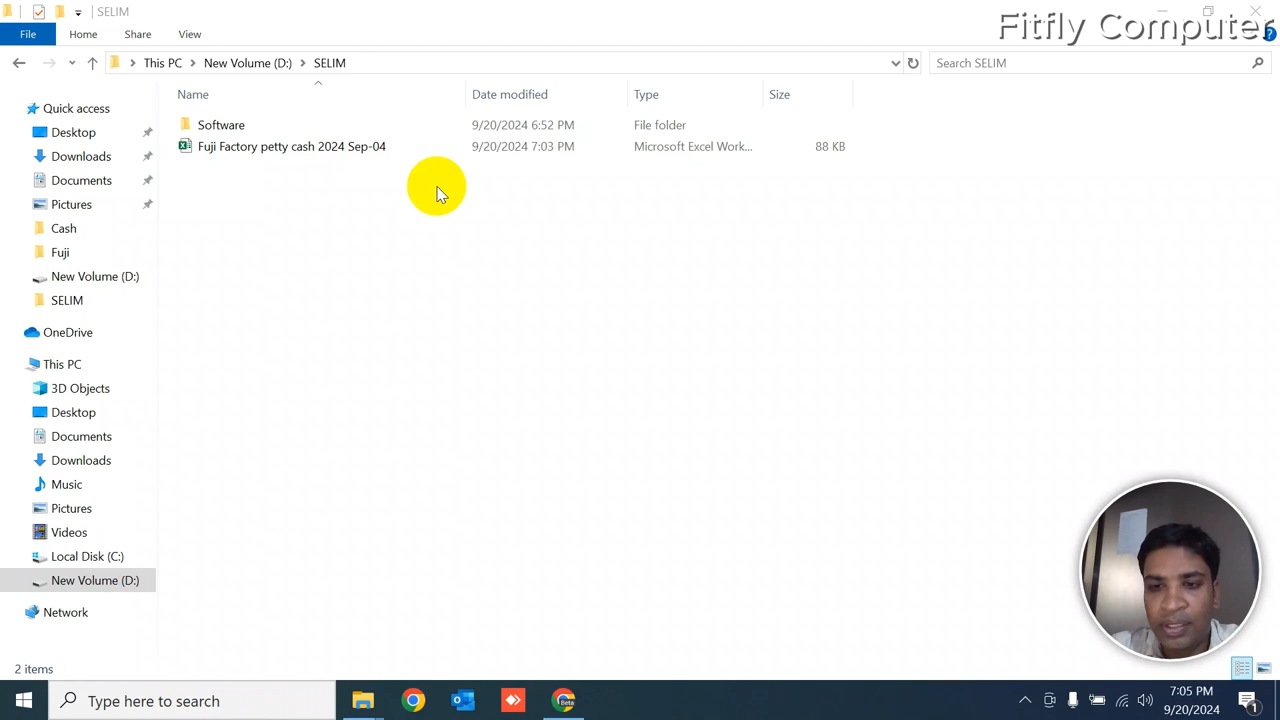 SELIM
Fitfly Computer
File Home Share View
This PC New Volume (D:) SELIM Search SELIM
Name Date modified Type Size
Software 9/20/2024 6:52 PM File folder
Fuji Factory petty cash 2024 Sep-04 9/20/2024 7:03 PM Microsoft Excel Work... 88 KB
Quick access
Desktop
Downloads
Documents
Pictures
Cash
Fuji
New Volume (D:)
SELIM
OneDrive
This PC
3D Objects
Desktop
Documents
Downloads
Music
Pictures
Videos
Local Disk (C:)
New Volume (D:)
Network
2 items
Type here to search
Beta
7:05 PM
9/20/2024
1